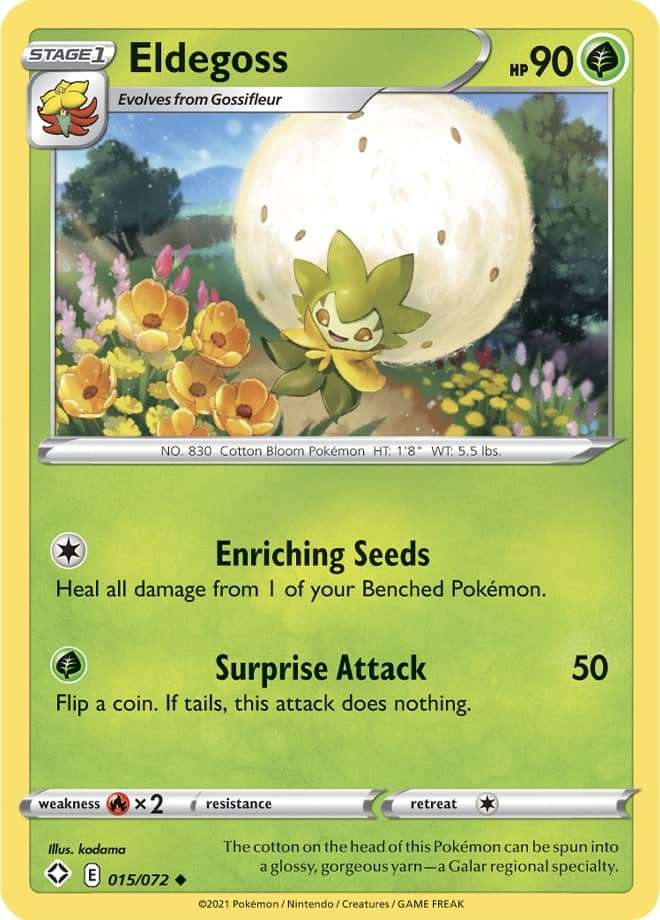 STAGE 1
Eldegoss
HP 90
Evolves from Gossifleur
NO. 830 Cotton Bloom Pokémon HT: 1'8" WT: 5.5 lbs.
Enriching Seeds
Heal all damage from 1 of your Benched Pokémon.
Surprise Attack 50
Flip a coin. If tails, this attack does nothing.
weakness ×2 resistance retreat
Illus. kodama
The cotton on the head of this Pokémon can be spun into
a glossy, gorgeous yarn—a Galar regional specialty.
E 015/072
©2021 Pokémon / Nintendo / Creatures / GAME FREAK